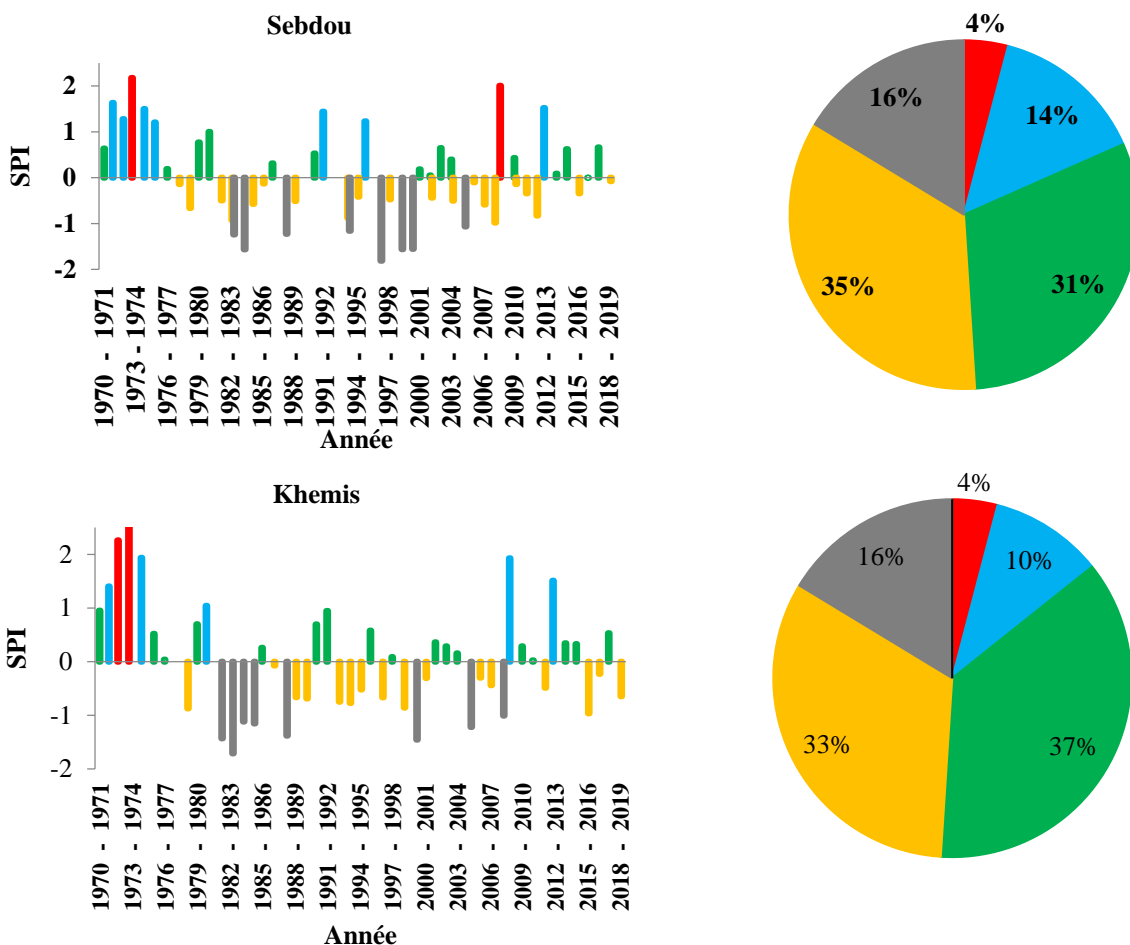 Sebdou
SPI
2
1
0
-1
-2
1970 - 1971
1973 - 1974
1976 - 1977
1979 - 1980
1982 - 1983
1985 - 1986
1988 - 1989
1991 - 1992
1994 - 1995
1997 - 1998
2000 - 2001
2003 - 2004
2006 - 2007
2009 - 2010
2012 - 2013
2015 - 2016
2018 - 2019
Année
4%
14%
31%
35%
16%
Khemis
SPI
2
1
0
-1
-2
1970 - 1971
1973 - 1974
1976 - 1977
1979 - 1980
1982 - 1983
1985 - 1986
1988 - 1989
1991 - 1992
1994 - 1995
1997 - 1998
2000 - 2001
2003 - 2004
2006 - 2007
2009 - 2010
2012 - 2013
2015 - 2016
2018 - 2019
Année
4%
10%
37%
33%
16%